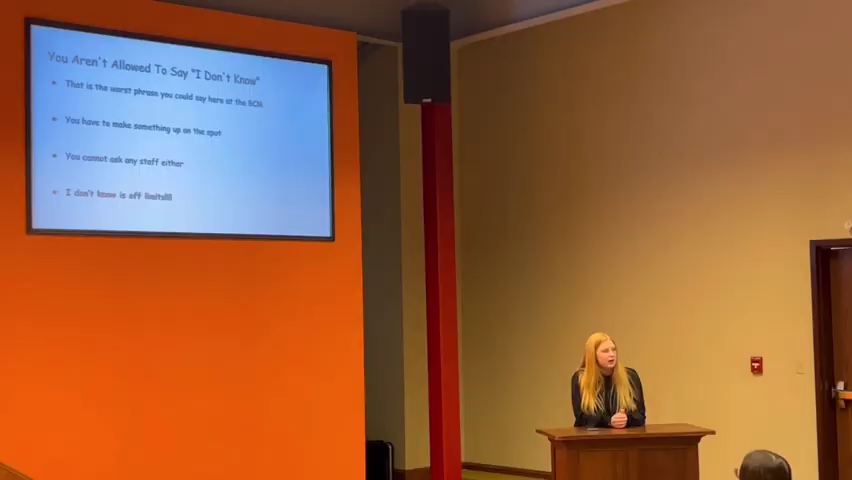 You Aren't Allowed To Say "I Don't Know"
• That is the worst phrase you could say here at the BCM
• You have to make something up on the spot
• You cannot ask any staff either
• I don't know is off limits!!!!